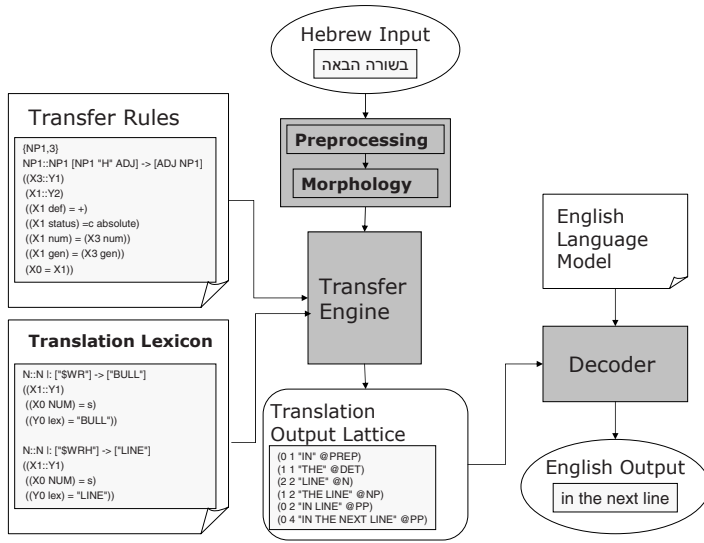 Hebrew Input
בשורה הבאה
Transfer Rules
{NP1,3}
NP1::NP1 [NP1 "H" ADJ] -> [ADJ NP1]
((X3::Y1)
(X1::Y2)
((X1 def) = +)
((X1 status) =c absolute)
((X1 num) = (X3 num))
((X1 gen) = (X3 gen))
(X0 = X1))
Preprocessing
Morphology
English
Language
Model
Transfer
Engine
Translation Lexicon
N::N |: ["$WR"] -> ["BULL"]
((X1::Y1)
((X0 NUM) = s)
((Y0 lex) = "BULL"))
N::N |: ["$WRH"] -> ["LINE"]
((X1::Y1)
((X0 NUM) = s)
((Y0 lex) = "LINE"))
Decoder
Translation
Output Lattice
(0 1 "IN" @PREP)
(1 1 "THE" @DET)
(2 2 "LINE" @N)
(1 2 "THE LINE" @NP)
(0 2 "IN LINE" @PP)
(0 4 "IN THE NEXT LINE" @PP)
English Output
in the next line